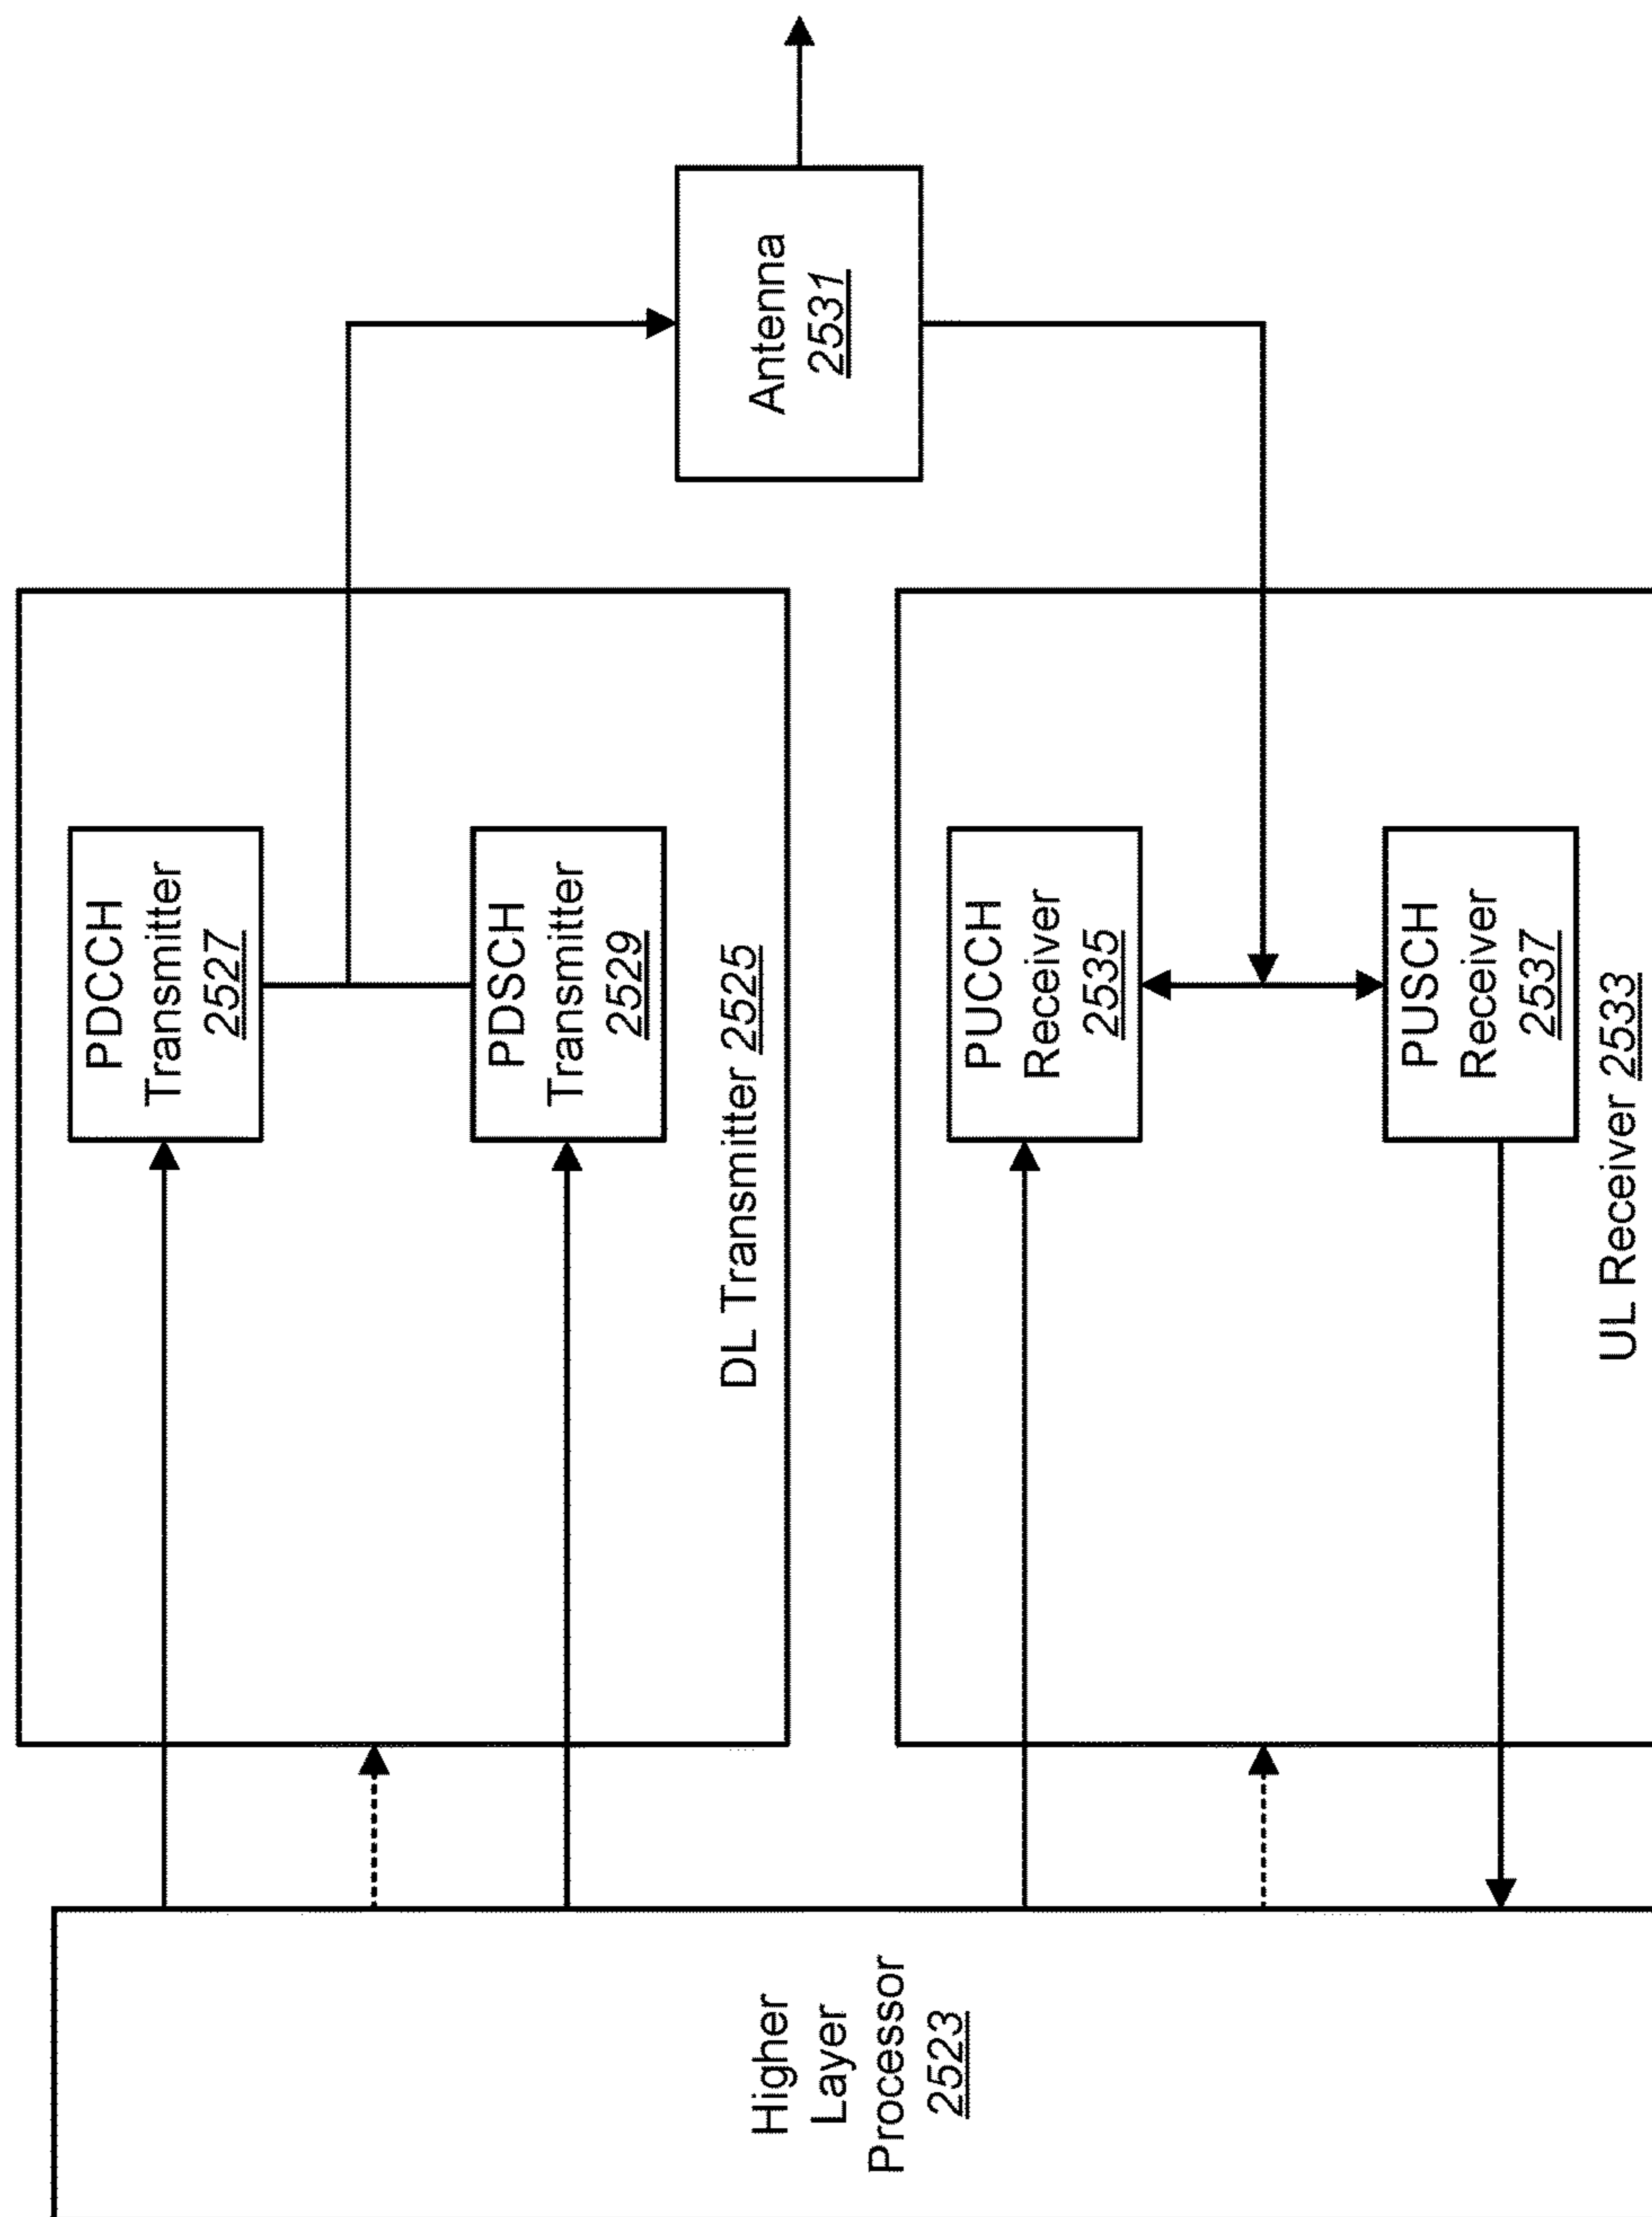 Higher
Layer
Processor
2523
PDCCH
Transmitter
2527
PDSCH
Transmitter
2529
DL Transmitter 2525
PUCCH
Receiver
2535
PUSCH
Receiver
2537
UL Receiver 2533
Antenna
2531